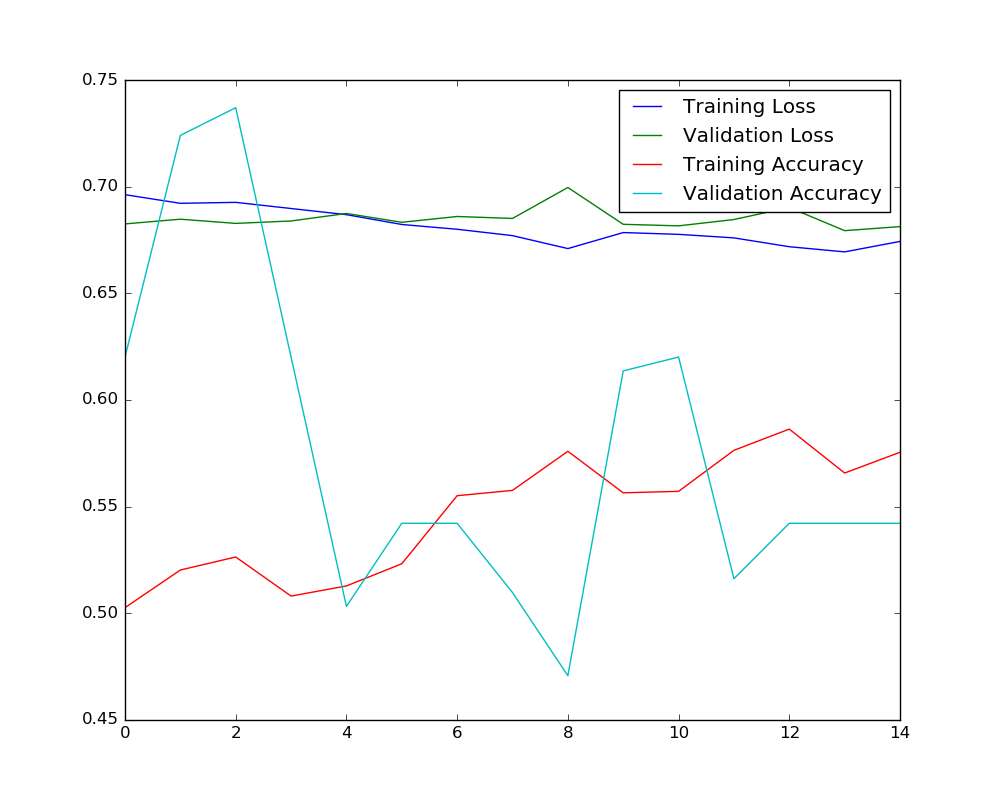 0.75
0.70
0.65
0.60
0.55
0.50
0.45
0 2 4 6 8 10 12 14
Training Loss
Validation Loss
Training Accuracy
Validation Accuracy